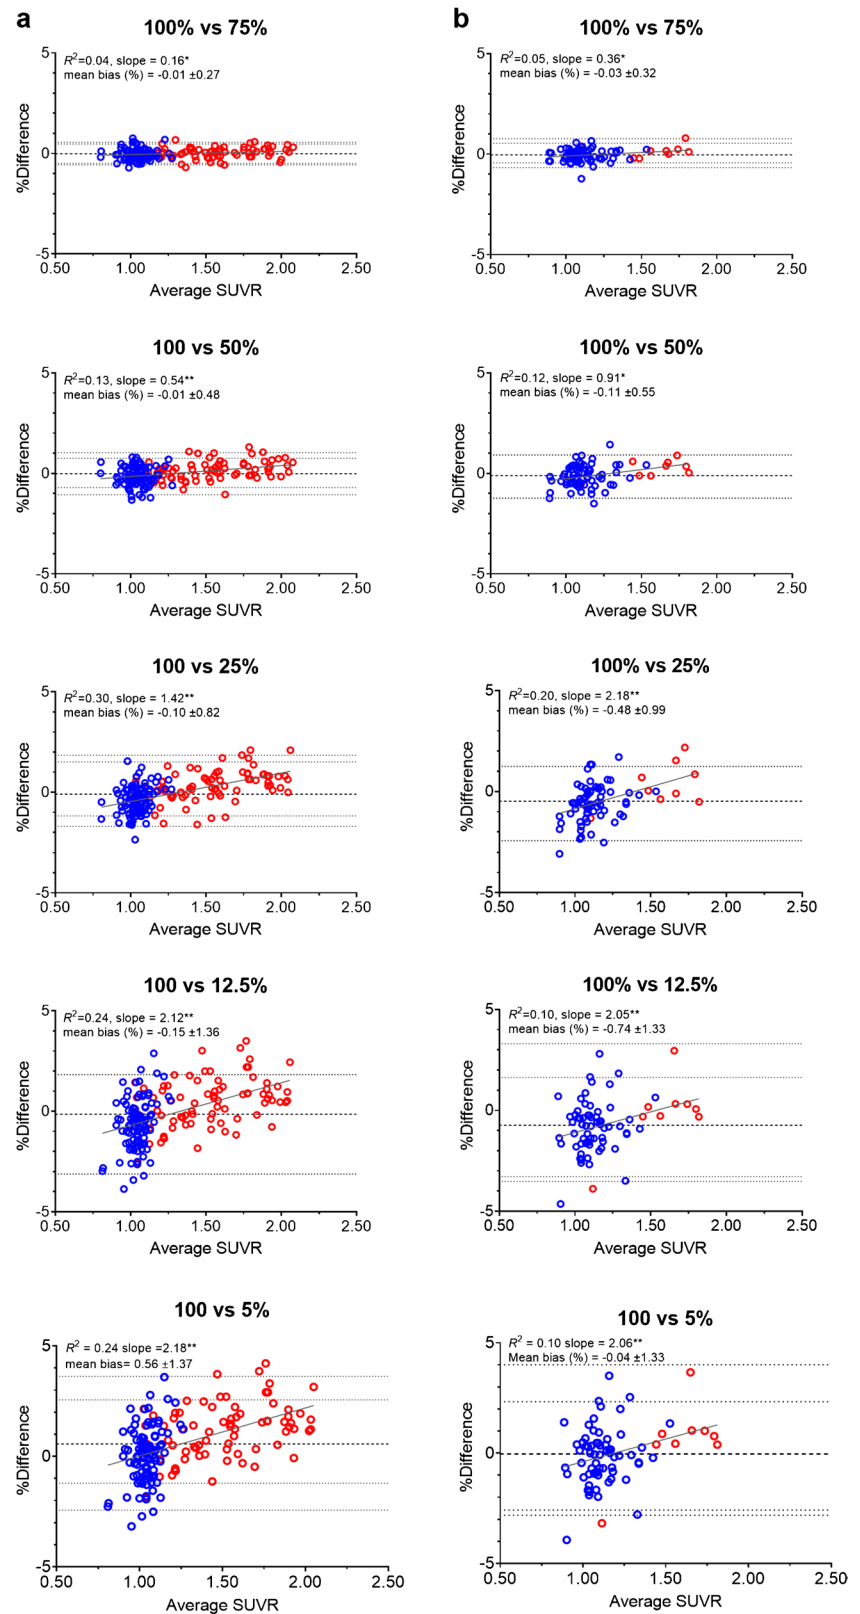 a
100% vs 75%
R2=0.04, slope = 0.16*
mean bias (%) = -0.01 ±0.27
%Difference
5
0
-5
0.50 1.00 1.50 2.00 2.50
Average SUVR
b
100% vs 75%
R2=0.05, slope = 0.36*
mean bias (%) = -0.03 ±0.32
%Difference
5
0
-5
0.50 1.00 1.50 2.00 2.50
Average SUVR
100 vs 50%
R2=0.13, slope = 0.54**
mean bias (%) = -0.01 ±0.48
%Difference
5
0
-5
0.50 1.00 1.50 2.00 2.50
Average SUVR
100% vs 50%
R2=0.12, slope = 0.91*
mean bias (%) = -0.11 ±0.55
%Difference
5
0
-5
0.50 1.00 1.50 2.00 2.50
Average SUVR
100 vs 25%
R2=0.30, slope = 1.42**
mean bias (%) = -0.10 ±0.82
%Difference
5
0
-5
0.50 1.00 1.50 2.00 2.50
Average SUVR
100% vs 25%
R2=0.20, slope = 2.18**
mean bias (%) = -0.48 ±0.99
%Difference
5
0
-5
0.50 1.00 1.50 2.00 2.50
Average SUVR
100 vs 12.5%
R2=0.24, slope = 2.12**
mean bias (%) = -0.15 ±1.36
%Difference
5
0
-5
0.50 1.00 1.50 2.00 2.50
Average SUVR
100% vs 12.5%
R2=0.10, slope = 2.05**
mean bias (%) = -0.74 ±1.33
%Difference
5
0
-5
0.50 1.00 1.50 2.00 2.50
Average SUVR
100 vs 5%
R2 = 0.24 slope =2.18**
mean bias= 0.56 ±1.37
%Difference
5
0
-5
0.50 1.00 1.50 2.00 2.50
Average SUVR
100 vs 5%
R2 = 0.10 slope = 2.06**
Mean bias (%) = -0.04 ±1.33
%Difference
5
0
-5
0.50 1.00 1.50 2.00 2.50
Average SUVR